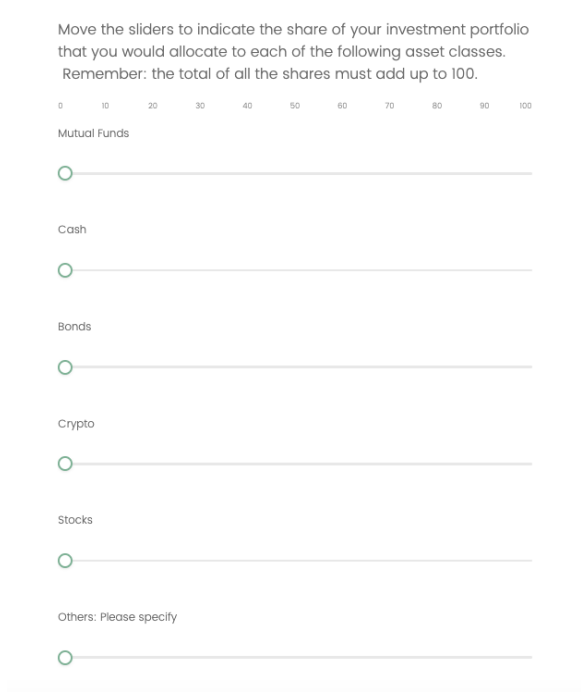 Move the sliders to indicate the share of your investment portfolio
that you would allocate to each of the following asset classes.
Remember: the total of all the shares must add up to 100.
0 10 20 30 40 50 60 70 80 90 100
Mutual Funds
Cash
Bonds
Crypto
Stocks
Others: Please specify